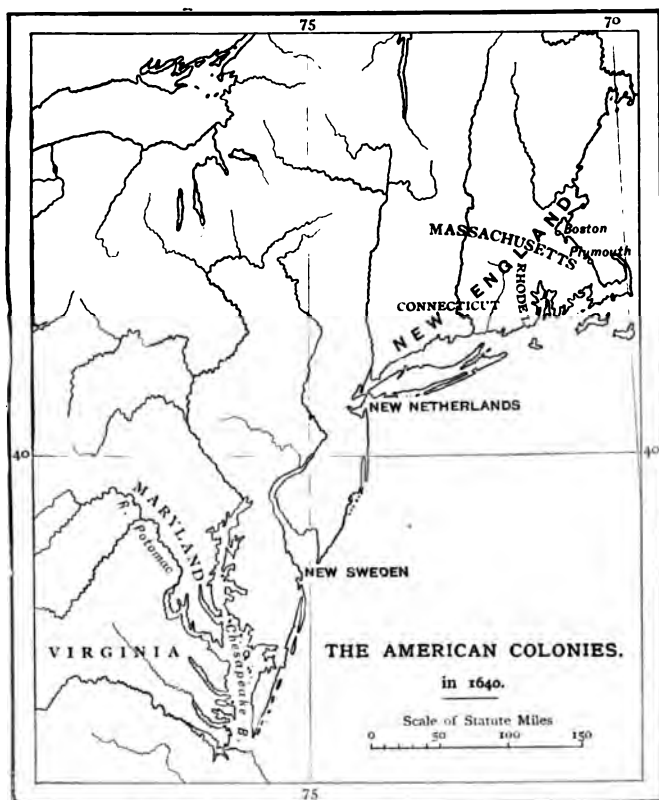 75 70
Boston
MASSACHUSETTS
Plymouth
NEW ENGLAND
RHODE I.
CONNECTICUT
NEW NETHERLANDS
40 40
MARYLAND
R. Potomac
NEW SWEDEN
VIRGINIA
Chesapeake B.
THE AMERICAN COLONIES.
in 1640.
Scale of Statute Miles
0 50 100 150
75